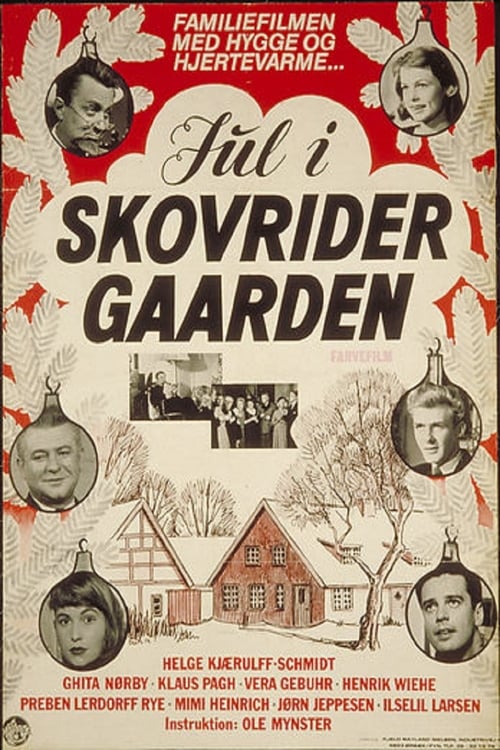 FAMILIEFILMEN
MED HYGGE OG
HJERTEVARME...
Jul i
SKOVRIDER
GAARDEN
FARVEFILM
HELGE KJÆRULFF-SCHMIDT
GHITA NØRBY · KLAUS PAGH · VERA GEBUHR · HENRIK WIEHE
PREBEN LERDORFF RYE · MIMI HEINRICH · JØRN JEPPESEN · ILSELIL LARSEN
Instruktion: OLE MYNSTER